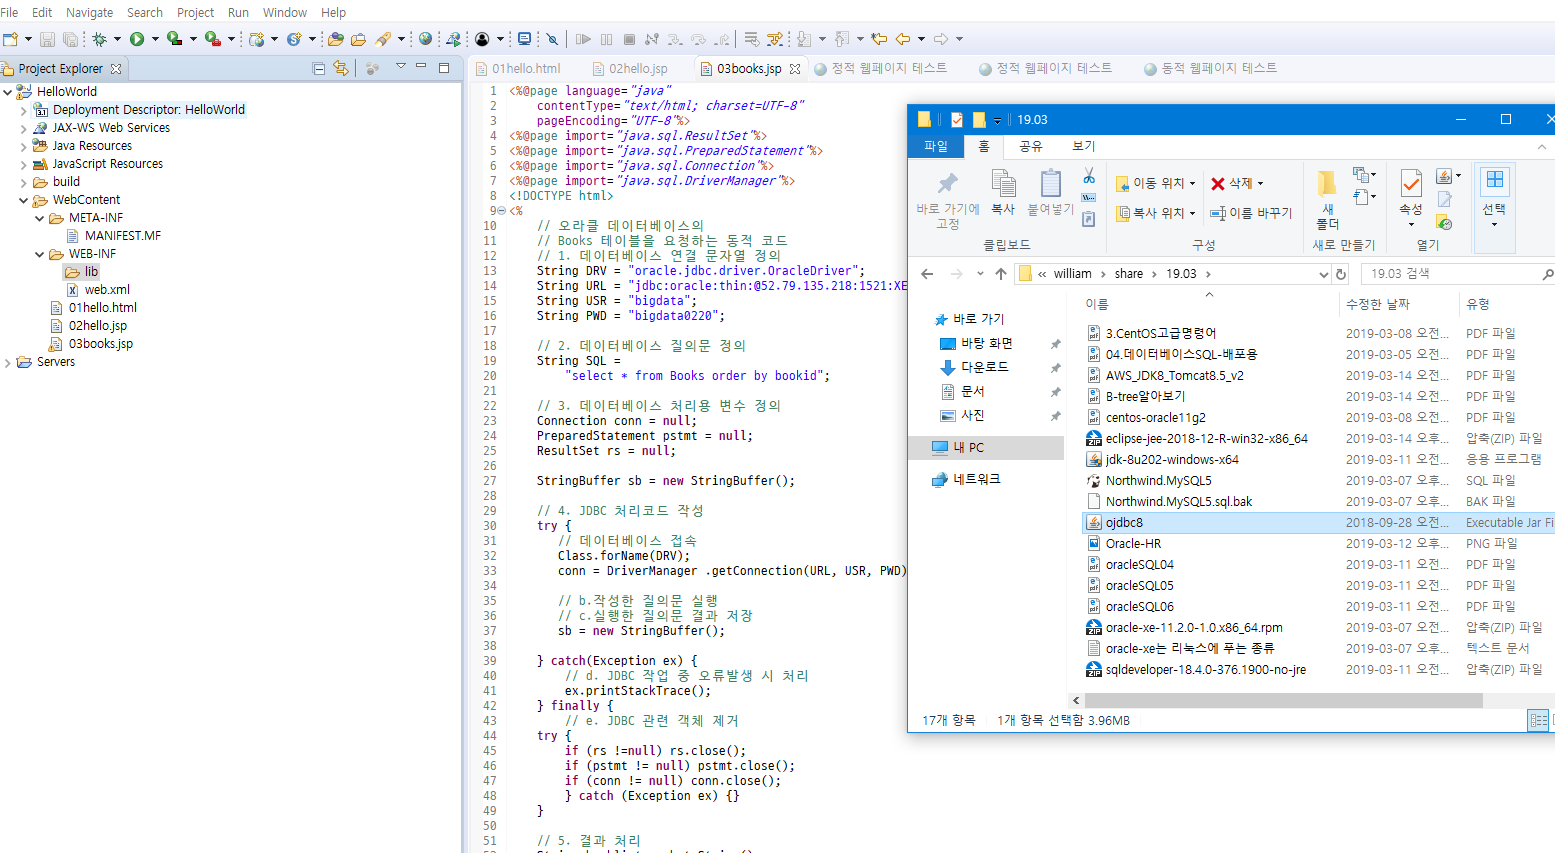 File Edit Navigate Search Project Run Window Help
Project Explorer
HelloWorld
Deployment Descriptor: HelloWorld
JAX-WS Web Services
Java Resources
JavaScript Resources
build
WebContent
META-INF
MANIFEST.MF
WEB-INF
lib
web.xml
01hello.html
02hello.jsp
03books.jsp
Servers
01hello.html 02hello.jsp 03books.jsp 정적 웹페이지 테스트 정적 웹페이지 테스트 동적 웹페이지 테스트
1 <%@page language="java"
2 contentType="text/html; charset=UTF-8"
3 pageEncoding="UTF-8"%>
4 <%@page import="java.sql.ResultSet"%>
5 <%@page import="java.sql.PreparedStatement"%>
6 <%@page import="java.sql.Connection"%>
7 <%@page import="java.sql.DriverManager"%>
8 <!DOCTYPE html>
9 <%
10 // 오라클 데이터베이스의
11 // Books 테이블을 요청하는 동적 코드
12 // 1. 데이터베이스 연결 문자열 정의
13 String DRV = "oracle.jdbc.driver.OracleDriver";
14 String URL = "jdbc:oracle:thin:@52.79.135.218:1521:XE
15 String USR = "bigdata";
16 String PWD = "bigdata0220";
17
18 // 2. 데이터베이스 질의문 정의
19 String SQL =
20 "select * from Books order by bookid";
21
22 // 3. 데이터베이스 처리용 변수 정의
23 Connection conn = null;
24 PreparedStatement pstmt = null;
25 ResultSet rs = null;
26
27 StringBuffer sb = new StringBuffer();
28
29 // 4. JDBC 처리코드 작성
30 try {
31 // 데이터베이스 접속
32 Class.forName(DRV);
33 conn = DriverManager .getConnection(URL, USR, PWD)
34
35 // b.작성한 질의문 실행
36 // c.실행한 질의문 결과 저장
37 sb = new StringBuffer();
38
39 } catch(Exception ex) {
40 // d. JDBC 작업 중 오류발생 시 처리
41 ex.printStackTrace();
42 } finally {
43 // e. JDBC 관련 객체 제거
44 try {
45 if (rs !=null) rs.close();
46 if (pstmt != null) pstmt.close();
47 if (conn != null) conn.close();
48 } catch (Exception ex) {}
49 }
50
51 // 5. 결과 처리
19.03
파일 홈 공유 보기
바로 가기에 고정
복사
붙여넣기
이동 위치
복사 위치
삭제
이름 바꾸기
새 폴더
속성
선택
클립보드 구성 새로 만들기 열기
« william › share › 19.03 ›
19.03 검색
바로 가기
바탕 화면
다운로드
문서
사진
내 PC
네트워크
이름 수정한 날짜 유형
3.CentOS고급명령어 2019-03-08 오전... PDF 파일
04.데이터베이스SQL-배포용 2019-03-05 오전... PDF 파일
AWS_JDK8_Tomcat8.5_v2 2019-03-14 오전... PDF 파일
B-tree알아보기 2019-03-14 오전... PDF 파일
centos-oracle11g2 2019-03-08 오전... PDF 파일
eclipse-jee-2018-12-R-win32-x86_64 2019-03-14 오후... 압축(ZIP) 파일
jdk-8u202-windows-x64 2019-03-11 오전... 응용 프로그램
Northwind.MySQL5 2019-03-07 오후... SQL 파일
Northwind.MySQL5.sql.bak 2019-03-07 오후... BAK 파일
ojdbc8 2018-09-28 오전... Executable Jar Fi
Oracle-HR 2019-03-12 오후... PNG 파일
oracleSQL04 2019-03-11 오전... PDF 파일
oracleSQL05 2019-03-11 오전... PDF 파일
oracleSQL06 2019-03-11 오전... PDF 파일
oracle-xe-11.2.0-1.0.x86_64.rpm 2019-03-07 오전... 압축(ZIP) 파일
oracle-xe는 리눅스에 푸는 종류 2019-03-07 오후... 텍스트 문서
sqldeveloper-18.4.0-376.1900-no-jre 2019-03-11 오전... 압축(ZIP) 파일
17개 항목 1개 항목 선택함 3.96MB